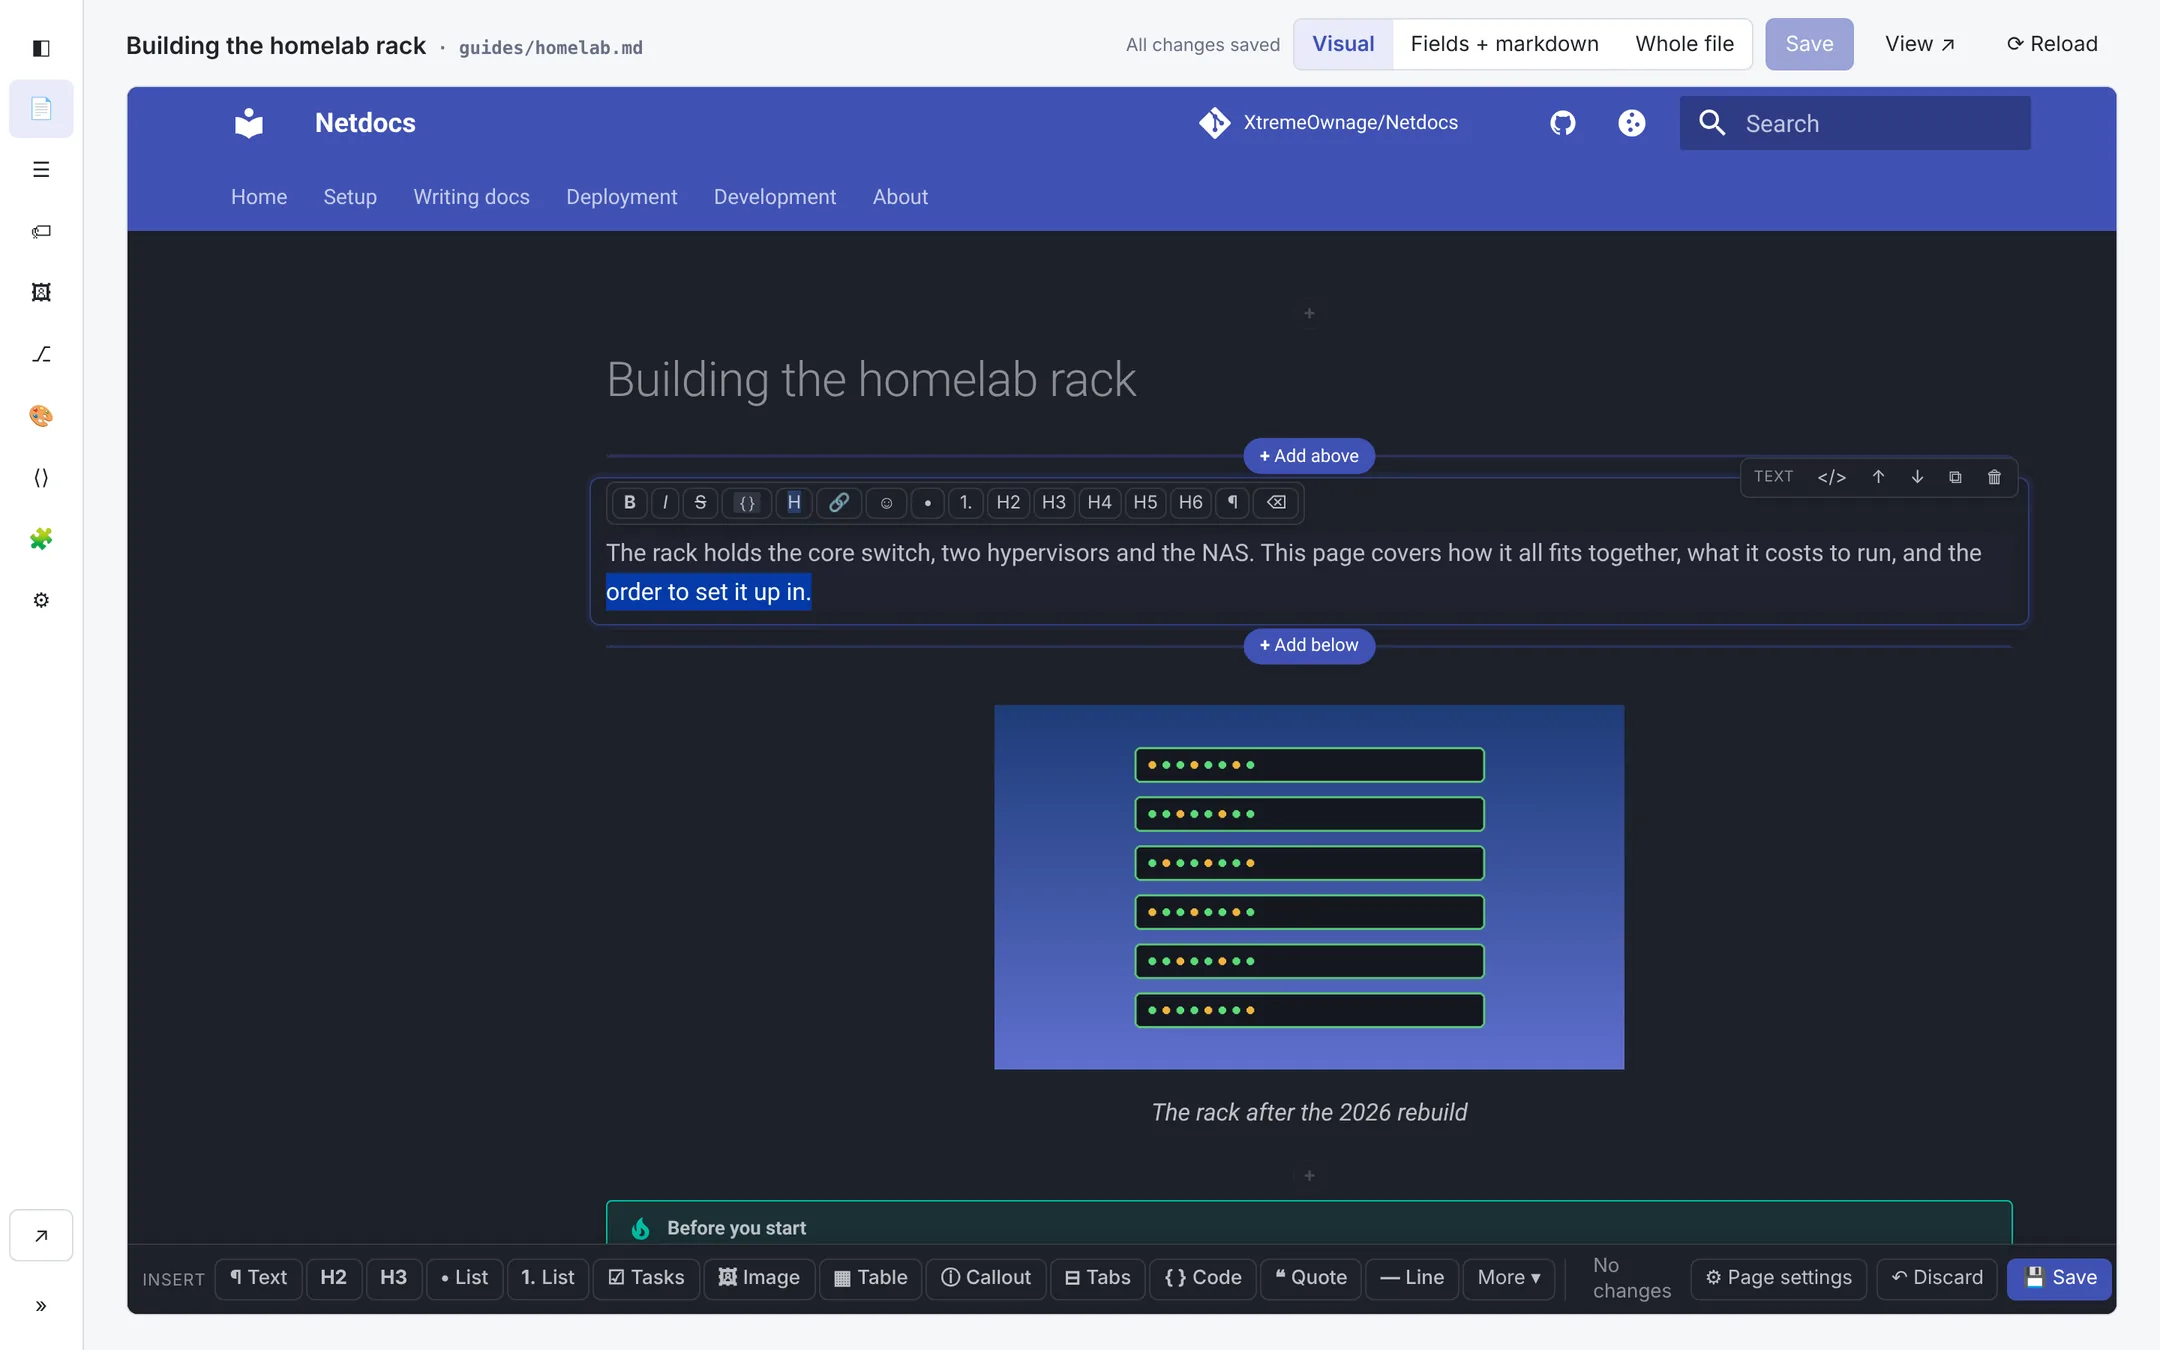 Building the homelab rack · guides/homelab.md
All changes saved
Visual
Fields + markdown
Whole file
Save
View ↗
⟳ Reload
Netdocs
XtremeOwnage/Netdocs
Search
Home
Setup
Writing docs
Deployment
Development
About
+
Building the homelab rack
+ Add above
TEXT </> ↑ ↓
B I S {} H • 1. H2 H3 H4 H5 H6 ¶
The rack holds the core switch, two hypervisors and the NAS. This page covers how it all fits together, what it costs to run, and the
order to set it up in.
+ Add below
The rack after the 2026 rebuild
+
Before you start
INSERT
¶ Text
H2
H3
• List
1. List
Tasks
Image
Table
Callout
Tabs
{ } Code
❝ Quote
— Line
More ▾
No
changes
⚙ Page settings
↶ Discard
Save